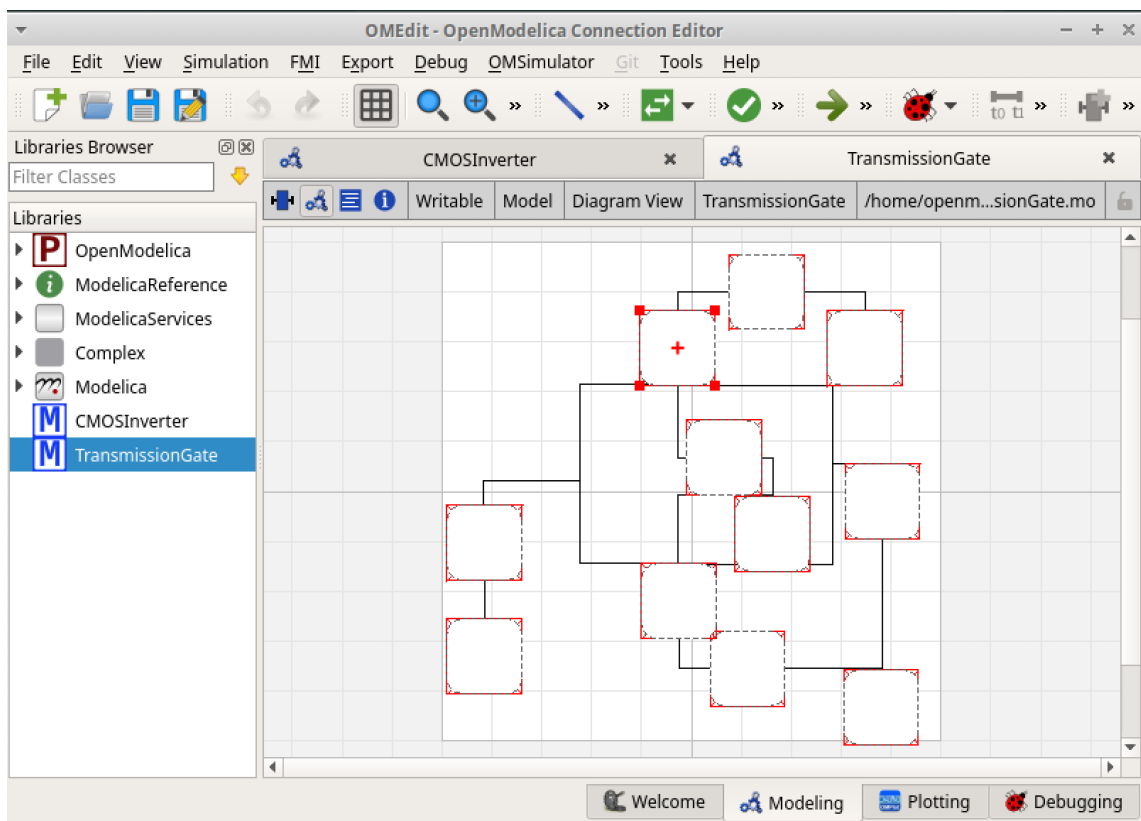 OMEdit - OpenModelica Connection Editor
File Edit View Simulation FMI Export Debug OMSimulator Git Tools Help
» » » » to ti » »
Libraries Browser
CMOSInverter
TransmissionGate
Filter Classes
Writable Model Diagram View TransmissionGate /home/openm...sionGate.mo
Libraries
P OpenModelica
i ModelicaReference
ModelicaServices
Complex
m Modelica
M CMOSInverter
M TransmissionGate
Welcome Modeling Plotting Debugging